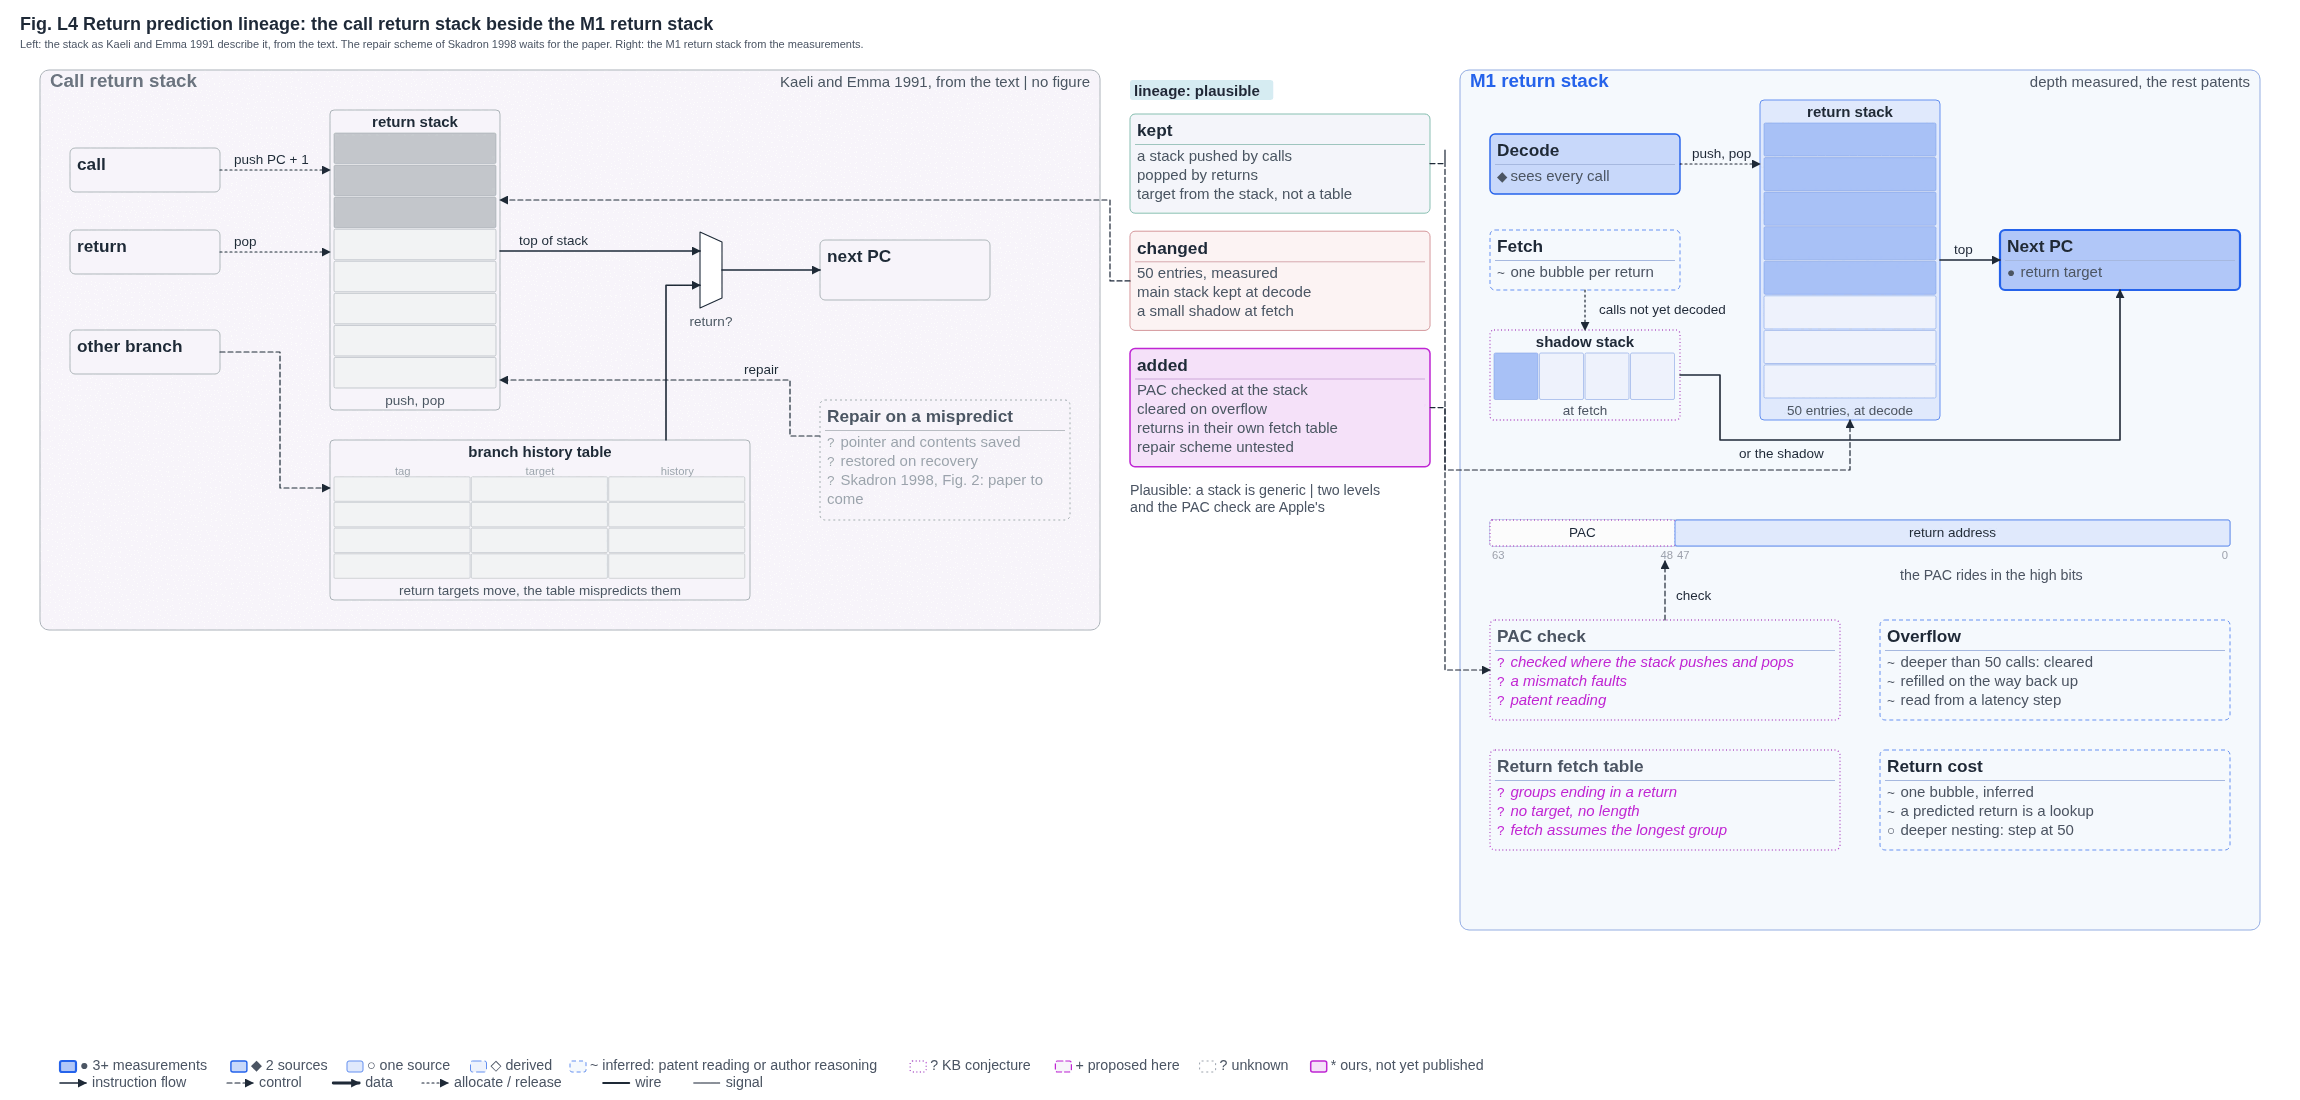 Fig. L4 Return prediction lineage: the call return stack beside the M1 return stack
Left: the stack as Kaeli and Emma 1991 describe it, from the text. The repair scheme of Skadron 1998 waits for the paper. Right: the M1 return stack from the measurements.
Call return stack
Kaeli and Emma 1991, from the text | no figure
return stack
call
push PC + 1
return
pop
top of stack
next PC
return?
other branch
repair
push, pop
Repair on a mispredict
? pointer and contents saved
? restored on recovery
? Skadron 1998, Fig. 2: paper to
come
branch history table
tag
target
history
return targets move, the table mispredicts them
lineage: plausible
kept
a stack pushed by calls
popped by returns
target from the stack, not a table
changed
50 entries, measured
main stack kept at decode
a small shadow at fetch
added
PAC checked at the stack
cleared on overflow
returns in their own fetch table
repair scheme untested
Plausible: a stack is generic | two levels
and the PAC check are Apple's
M1 return stack
depth measured, the rest patents
return stack
Decode
◆ sees every call
push, pop
Fetch
~ one bubble per return
calls not yet decoded
top
Next PC
● return target
shadow stack
at fetch
50 entries, at decode
or the shadow
PAC
return address
63
48
47
0
the PAC rides in the high bits
check
PAC check
? checked where the stack pushes and pops
? a mismatch faults
? patent reading
Overflow
~ deeper than 50 calls: cleared
~ refilled on the way back up
~ read from a latency step
Return fetch table
? groups ending in a return
? no target, no length
? fetch assumes the longest group
Return cost
~ one bubble, inferred
~ a predicted return is a lookup
○ deeper nesting: step at 50
● 3+ measurements ◆ 2 sources ○ one source ◇ derived ~ inferred: patent reading or author reasoning ? KB conjecture + proposed here ? unknown * ours, not yet published
instruction flow control data allocate / release wire signal